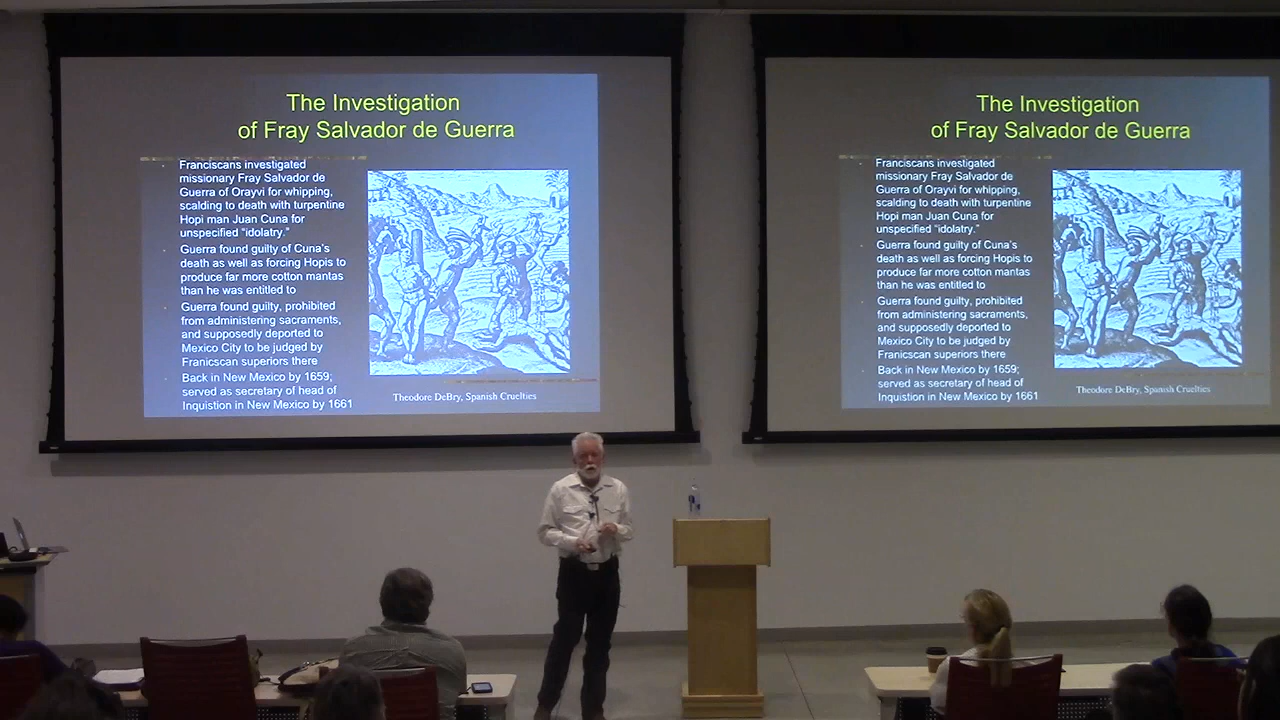 The Investigation
of Fray Salvador de Guerra
Franciscans investigated
missionary Fray Salvador de
Guerra of Orayvi for whipping,
scalding to death with turpentine
Hopi man Juan Cuna for
unspecified “idolatry.”
Guerra found guilty of Cuna’s
death as well as forcing Hopis to
produce far more cotton mantas
than he was entitled to
Guerra found guilty, prohibited
from administering sacraments,
and supposedly deported to
Mexico City to be judged by
Franicscan superiors there
Back in New Mexico by 1659;
served as secretary of head of
Inquistion in New Mexico by 1661
Theodore DeBry, Spanish Cruelties
The Investigation
of Fray Salvador de Guerra
Franciscans investigated
missionary Fray Salvador de
Guerra of Orayvi for whipping,
scalding to death with turpentine
Hopi man Juan Cuna for
unspecified “idolatry.”
Guerra found guilty of Cuna’s
death as well as forcing Hopis to
produce far more cotton mantas
than he was entitled to
Guerra found guilty, prohibited
from administering sacraments,
and supposedly deported to
Mexico City to be judged by
Franicscan superiors there
Back in New Mexico by 1659;
served as secretary of head of
Inquistion in New Mexico by 1661
Theodore DeBry, Spanish Cruelties